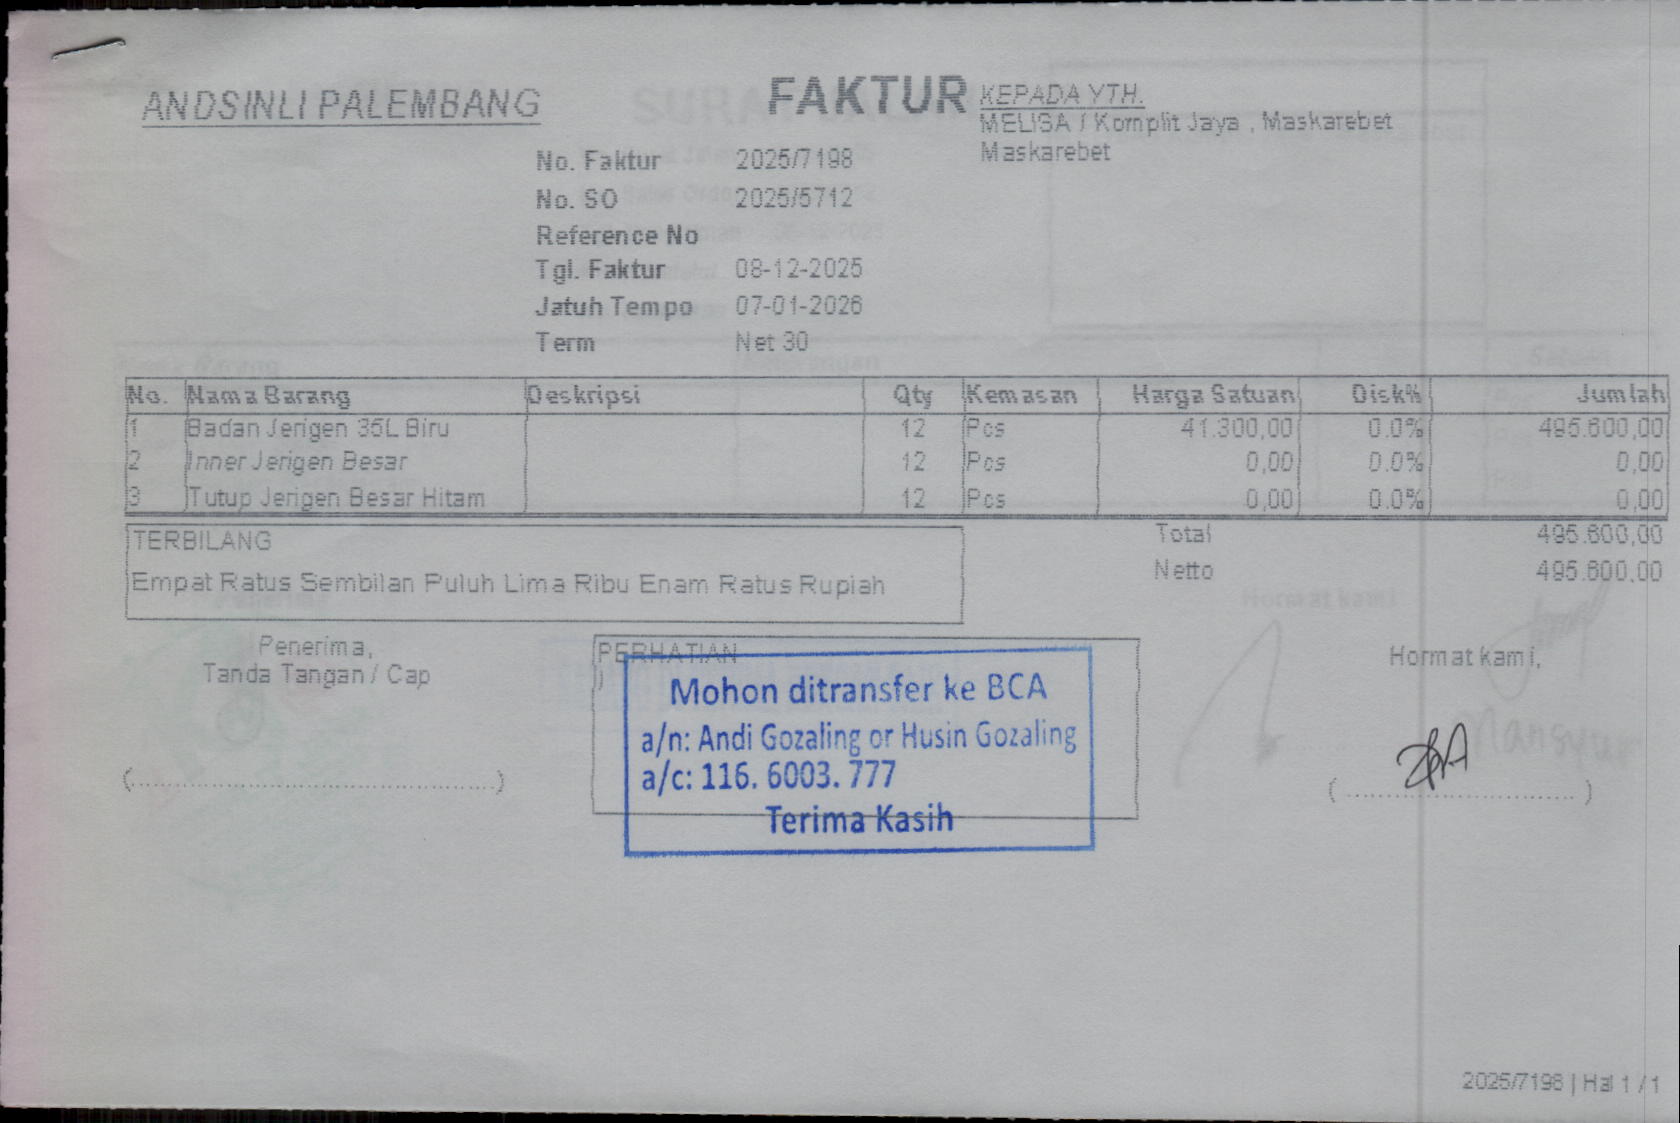 ANDSINLI PALEMBANG
FAKTUR
KEPADA YTH.
MELISA / Komplit Jaya , Maskarebet
Maskarebet
No. Faktur 2025/7198
No. SO 2025/5712
Reference No
Tgl. Faktur 08-12-2025
Jatuh Tempo 07-01-2026
Term Net 30
No. Nama Barang Deskripsi Qty Kemasan Harga Satuan Disk% Jumlah
1 Badan Jerigen 35L Biru 12 Pcs 41.300,00 0.0% 495.600,00
2 Inner Jerigen Besar 12 Pcs 0,00 0.0% 0,00
3 Tutup Jerigen Besar Hitam 12 Pcs 0,00 0.0% 0,00
TERBILANG
Empat Ratus Sembilan Puluh Lima Ribu Enam Ratus Rupiah
Total 495.600,00
Netto 495.600,00
Penerima,
Tanda Tangan / Cap
(........................................)
PERHATIAN
)
Mohon ditransfer ke BCA
a/n: Andi Gozaling or Husin Gozaling
a/c: 116. 6003. 777
Terima Kasih
Hormat kami,
Mansyur
(..............................)
2025/7198 | Hal 1 / 1